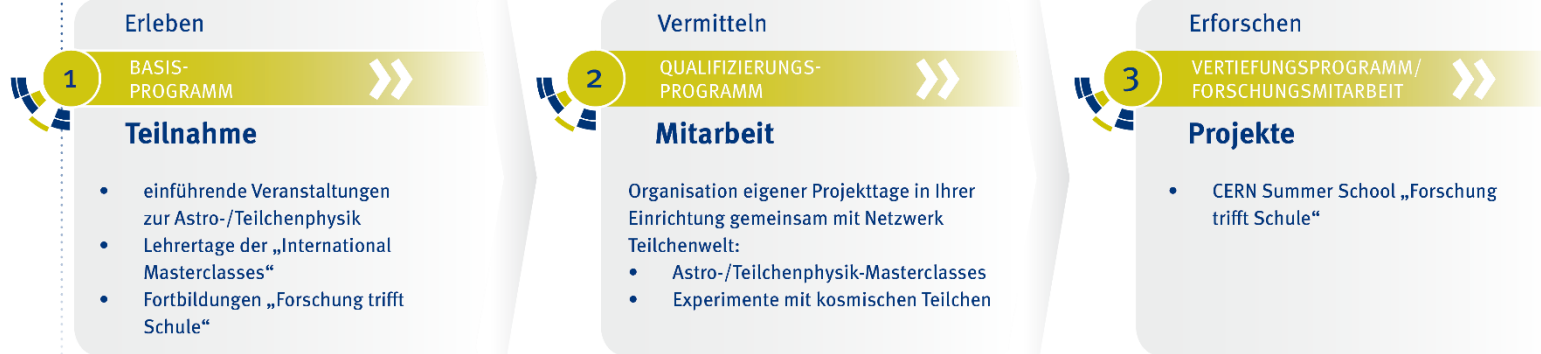 Erleben
1
BASIS-
PROGRAMM
Teilnahme
• einführende Veranstaltungen
zur Astro-/Teilchenphysik
• Lehrertage der „International
Masterclasses“
• Fortbildungen „Forschung trifft
Schule“
Vermitteln
2
QUALIFIZIERUNGS-
PROGRAMM
Mitarbeit
Organisation eigener Projekttage in Ihrer
Einrichtung gemeinsam mit Netzwerk
Teilchenwelt:
• Astro-/Teilchenphysik-Masterclasses
• Experimente mit kosmischen Teilchen
Erforschen
3
VERTIEFUNGSPROGRAMM/
FORSCHUNGSMITARBEIT
Projekte
• CERN Summer School „Forschung
trifft Schule“